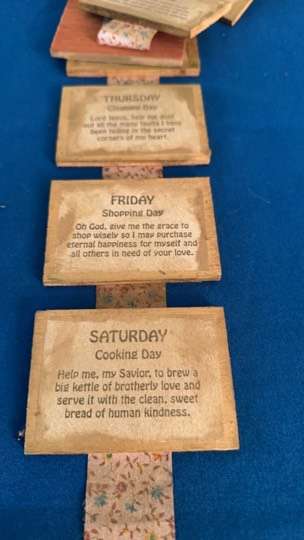 THURSDAY
Cleaning Day
Lord Jesus, help me dust
out all the many faults I have
been hiding in the secret
corners of my heart.
FRIDAY
Shopping Day
Oh God, give me the grace to
shop wisely so I may purchase
eternal happiness for myself and
all others in need of your love.
SATURDAY
Cooking Day
Help me, my Savior, to brew a
big kettle of brotherly love and
serve it with the clean, sweet
bread of human kindness.